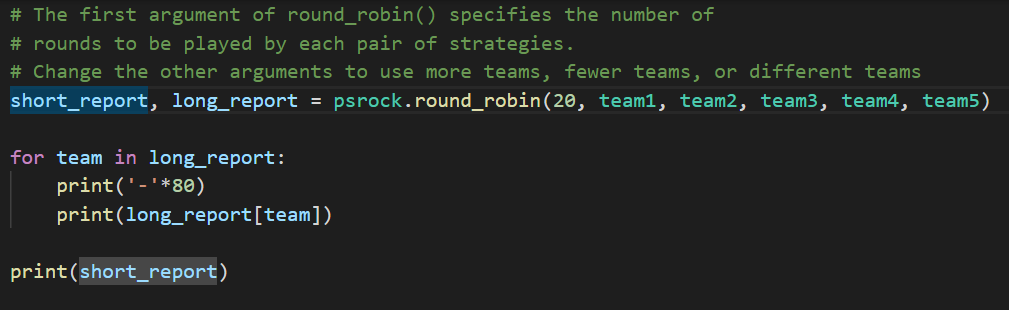 # The first argument of round_robin() specifies the number of
# rounds to be played by each pair of strategies.
# Change the other arguments to use more teams, fewer teams, or different teams
short_report, long_report = psrock.round_robin(20, team1, team2, team3, team4, team5)
for team in long_report:
    print('-'*80)
    print(long_report[team])
print(short_report)